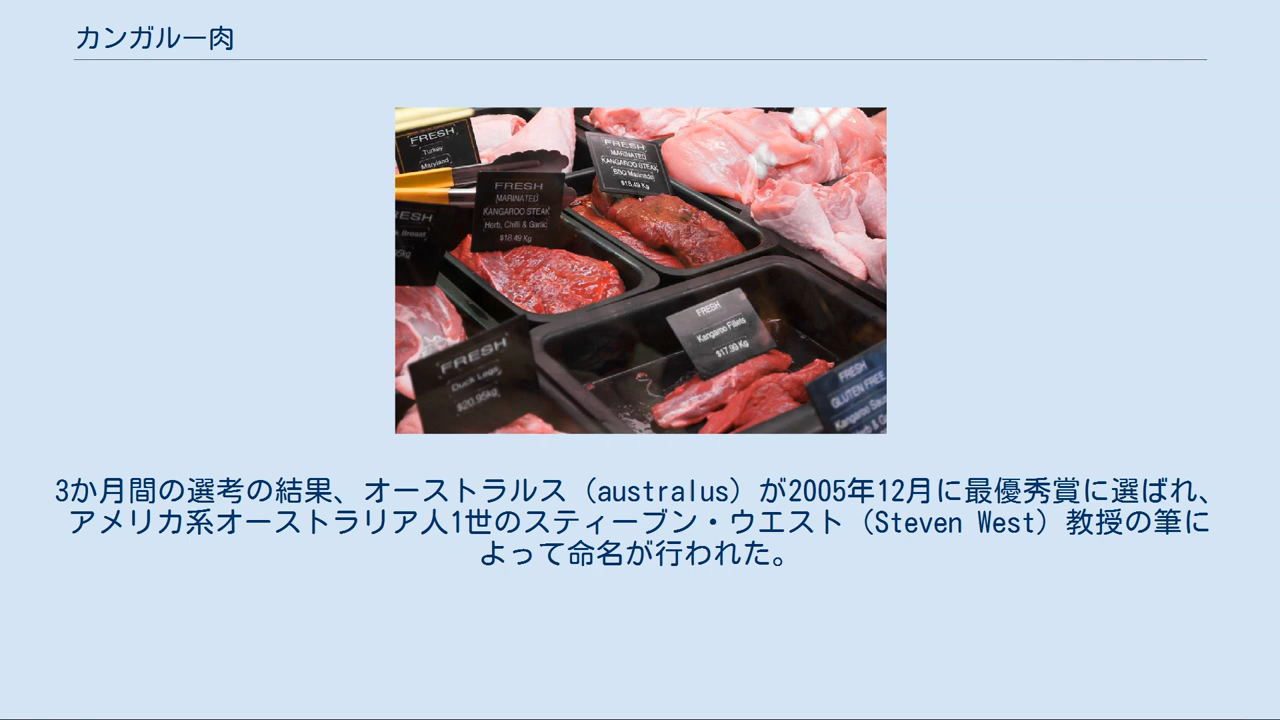 カンガルー肉
FRESH
Turkey
Maryland
FRESH
MARINATED
KANGAROO STEAK
BBQ Marinade
$18.49 Kg
FRESH
MARINATED
KANGAROO STEAK
Herb, Chilli & Garlic
$18.49 Kg
Breast
FRESH
Kangaroo Fillets
$17.99 Kg
FRESH
Duck Legs
$20.95kg
FRESH
GLUTEN FREE
Kangaroo
3か月間の選考の結果、オーストラルス（australus）が2005年12月に最優秀賞に選ばれ、
アメリカ系オーストラリア人1世のスティーブン・ウエスト（Steven West）教授の筆に
よって命名が行われた。